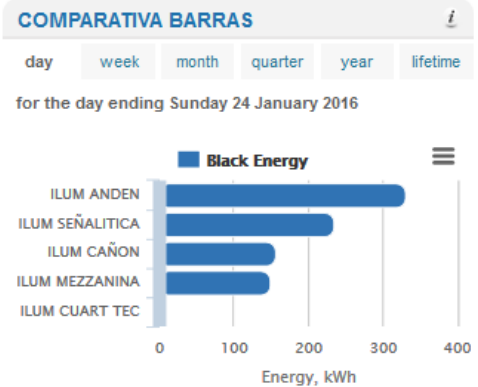 COMPARATIVA BARRAS i
day week month quarter year lifetime
for the day ending Sunday 24 January 2016
Black Energy
ILUM ANDEN
ILUM SEÑALITICA
ILUM CAÑON
ILUM MEZZANINA
ILUM CUART TEC
0 100 200 300 400
Energy, kWh